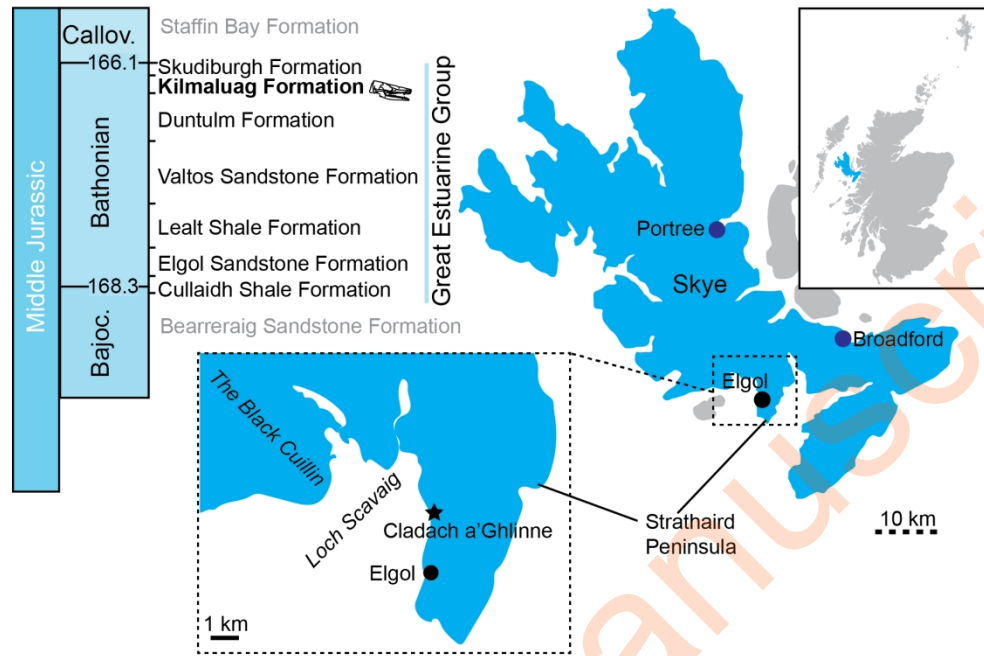 Middle Jurassic
Callov.
Bathonian
Bajoc.
166.1
168.3
Staffin Bay Formation
Skudiburgh Formation
Kilmaluag Formation
Duntulm Formation
Valtos Sandstone Formation
Lealt Shale Formation
Elgol Sandstone Formation
Cullaidh Shale Formation
Bearreraig Sandstone Formation
Great Estuarine Group
Portree
Skye
Broadford
Elgol
Strathaird
Peninsula
10 km
The Black Cuillin
Loch Scavaig
Cladach a'Ghlinne
Elgol
1 km